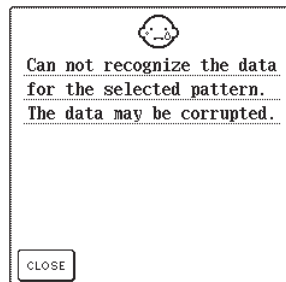 Can not recognize the data
for the selected pattern.
The data may be corrupted.
CLOSE